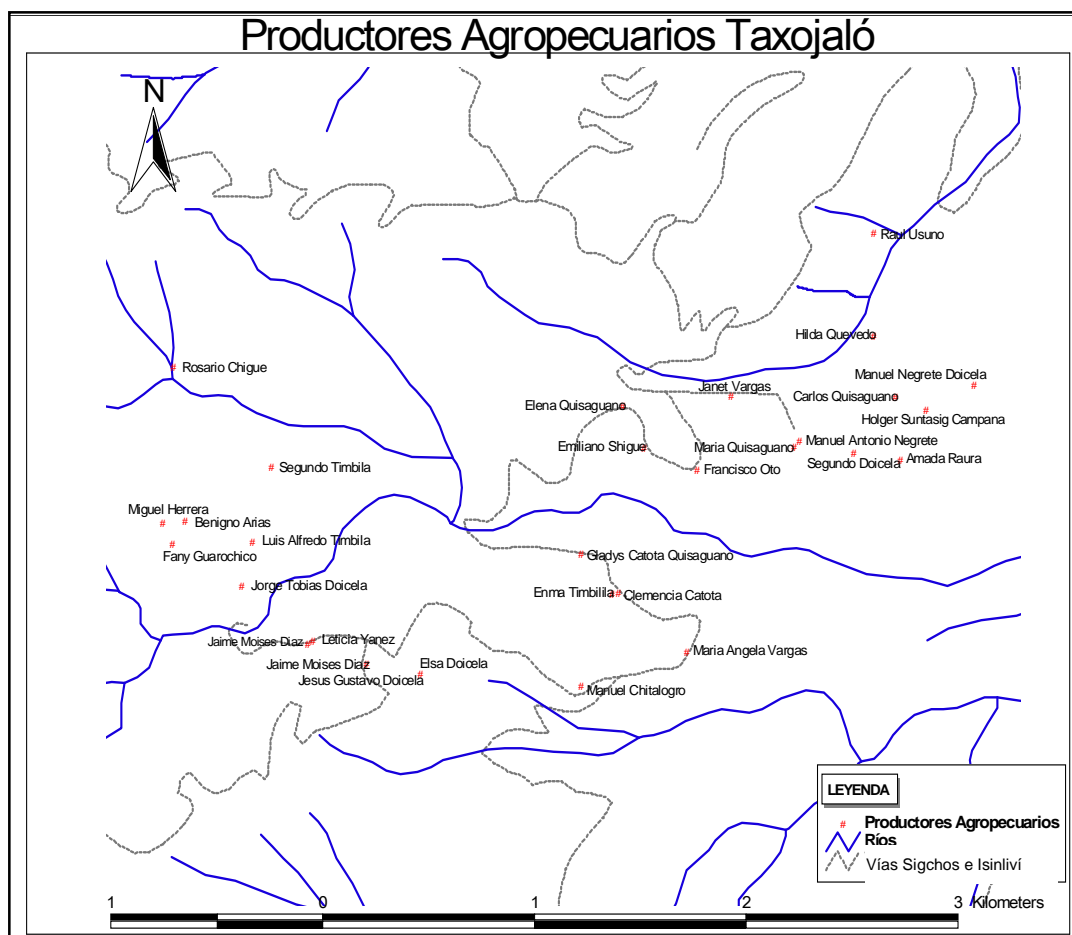 Productores Agropecuarios Taxojaló
N
Raul Usuno
Hilda Quevedo
Rosario Chigue
Manuel Negrete Doicela
Janet Vargas
Carlos Quisaguano
Elena Quisaguano
Holger Suntasig Campana
Manuel Antonio Negrete
Emiliano Shigue
Maria Quisaguano
Segundo Doicela
Amada Raura
Segundo Timbila
Francisco Oto
Miguel Herrera
Benigno Arias
Luis Alfredo Timbila
Fany Guarochico
Gladys Catota Quisaguano
Jorge Tobias Doicela
Enma Timbilila
Clemencia Catota
Jaime Moises Diaz
Leticia Yanez
Maria Angela Vargas
Jaime Moises Diaz
Elsa Doicela
Jesus Gustavo Doicela
Manuel Chitalogro
LEYENDA
# Productores Agropecuarios
Ríos
Vías Sigchos e Isinliví
1 0 1 2 3 Kilometers